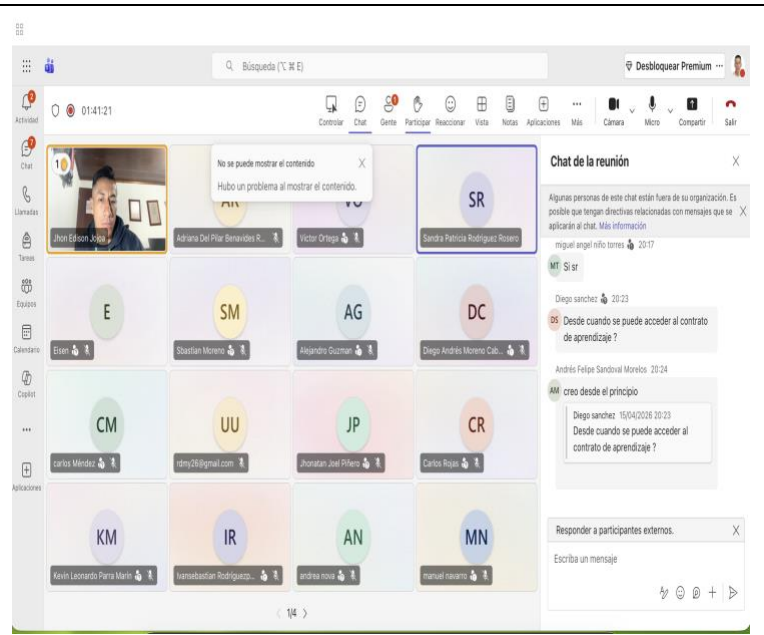 Búsqueda (⌥ ⌘ E)
Desbloquear Premium
2
Actividad
7
Chat
Llamadas
Tareas
Equipos
Calendario
Copilot
Aplicaciones
01:41:21
Controlar
Chat
1
Gente
Participar
Reaccionar
Vista
Notas
Aplicaciones
Más
Cámara
Micro
Compartir
Salir
No se puede mostrar el contenido
Hubo un problema al mostrar el contenido.
1
Jhon Edison Jojoa
AR
Adriana Del Pilar Benavides R...
VO
Victor Ortega
SR
Sandra Patricia Rodriguez Rosero
E
Eisen
SM
Sbastian Moreno
AG
Alejandro Guzman
DC
Diego Andrés Moreno Cab...
CM
carlos Méndez
UU
rdmy26@gmail.com
JP
Jhonatan Joel Piñero
CR
Carlos Rojas
KM
Kevin Leonardo Parra Marin
IR
Ivansebastian Rodriguezp...
AN
andrea nova
MN
manuel navarro
1/4
Chat de la reunión
Algunas personas de este chat están fuera de su organización. Es
posible que tengan directivas relacionadas con mensajes que se
aplicarán al chat. Más información
miguel angel niño torres 20:17
MT
Si sr
Diego sanchez 20:23
DS
Desde cuando se puede acceder al contrato
de aprendizaje ?
Andrés Felipe Sandoval Morelos 20:24
AM
creo desde el principio
Diego sanchez 15/04/2026 20:23
Desde cuando se puede acceder al
contrato de aprendizaje ?
Responder a participantes externos.
Escriba un mensaje